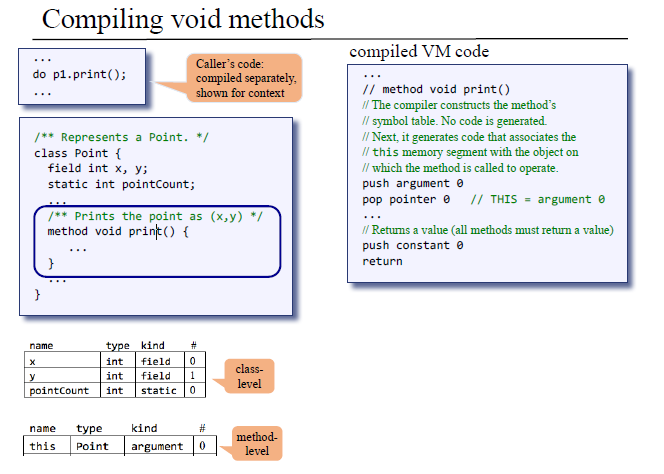 Compiling void methods
...
do p1.print();
...
Caller's code:
compiled separately,
shown for context
/** Represents a Point. */
class Point {
field int x, y;
static int pointCount;
...
/** Prints the point as (x,y) */
method void print() {
...
}
...
}
compiled VM code
...
// method void print()
// The compiler constructs the method's
// symbol table. No code is generated.
// Next, it generates code that associates the
// this memory segment with the object on
// which the method is called to operate.
push argument 0
pop pointer 0 // THIS = argument 0
...
// Returns a value (all methods must return a value)
push constant 0
return
name type kind #
x int field 0
y int field 1
pointCount int static 0
class-
level
name type kind #
this Point argument 0
method-
level